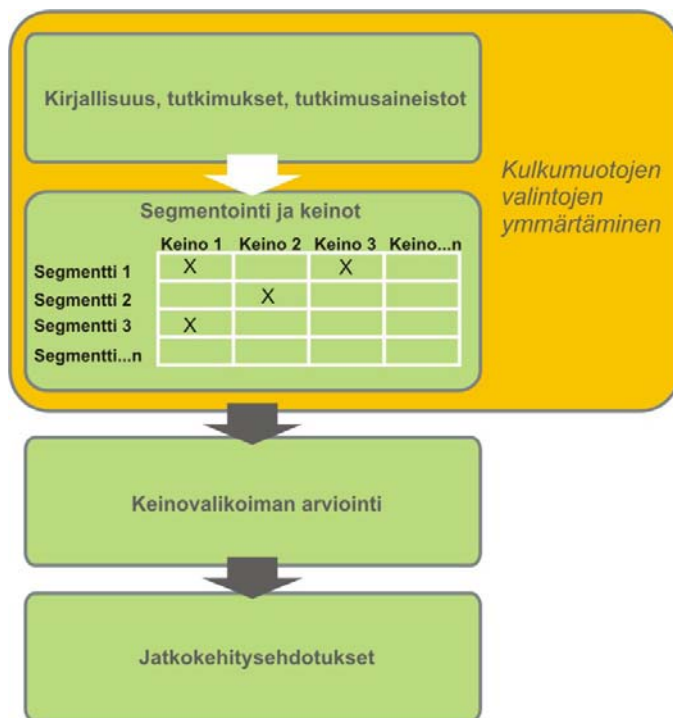 Kirjallisuus, tutkimukset, tutkimusaineistot
Kulkumuotojen
valintojen
ymmärtäminen
Segmentointi ja keinot
Keino 1 Keino 2 Keino 3 Keino...n
Segmentti 1 X X
Segmentti 2 X
Segmentti 3 X
Segmentti...n
Keinovalikoiman arviointi
Jatkokehitysehdotukset